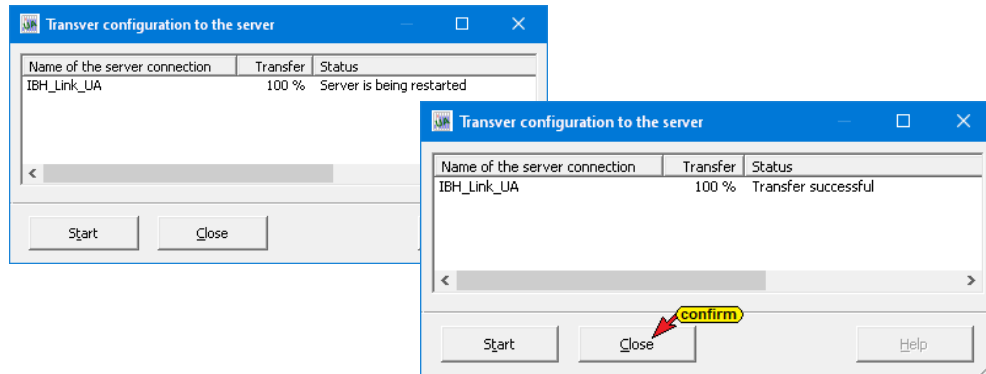 Transver configuration to the server
Name of the server connection Transfer Status
IBH_Link_UA 100 % Server is being restarted
Start Close
Transver configuration to the server
Name of the server connection Transfer Status
IBH_Link_UA 100 % Transfer successful
confirm
Start Close Help